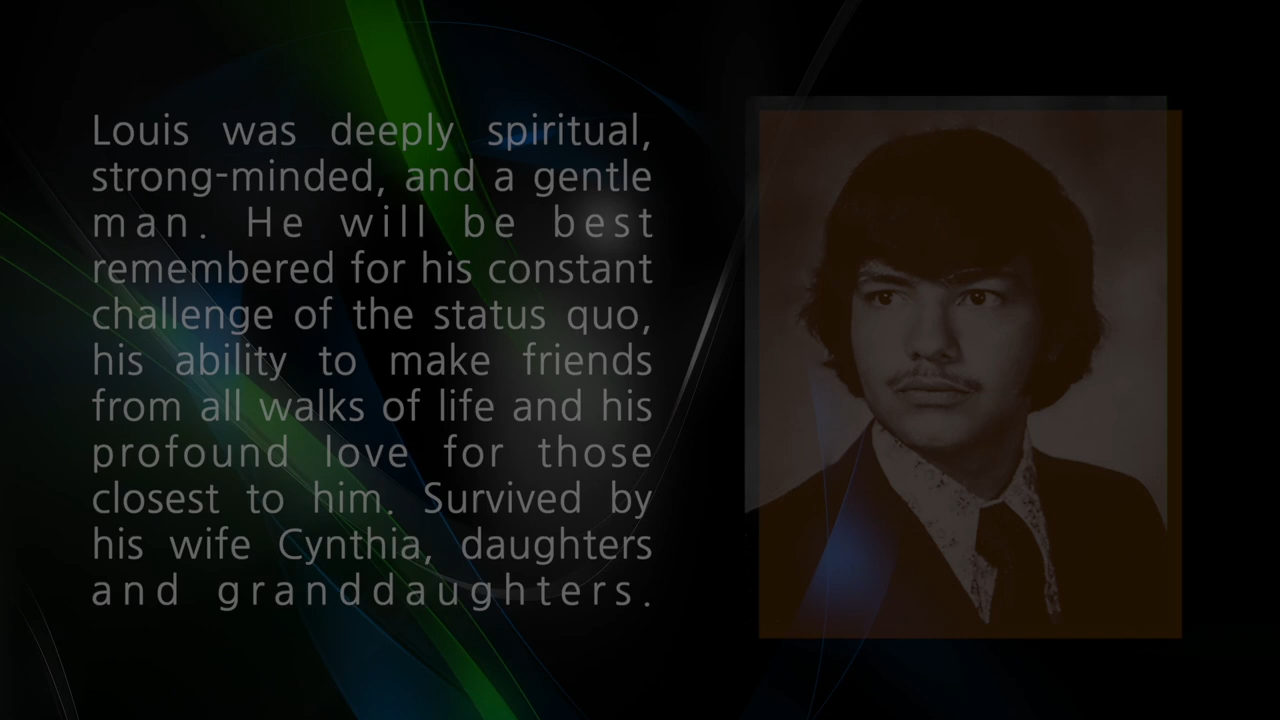 Louis was deeply spiritual,
strong-minded, and a gentle
man. He will be best
remembered for his constant
challenge of the status quo,
his ability to make friends
from all walks of life and his
profound love for those
closest to him. Survived by
his wife Cynthia, daughters
and granddaughters.